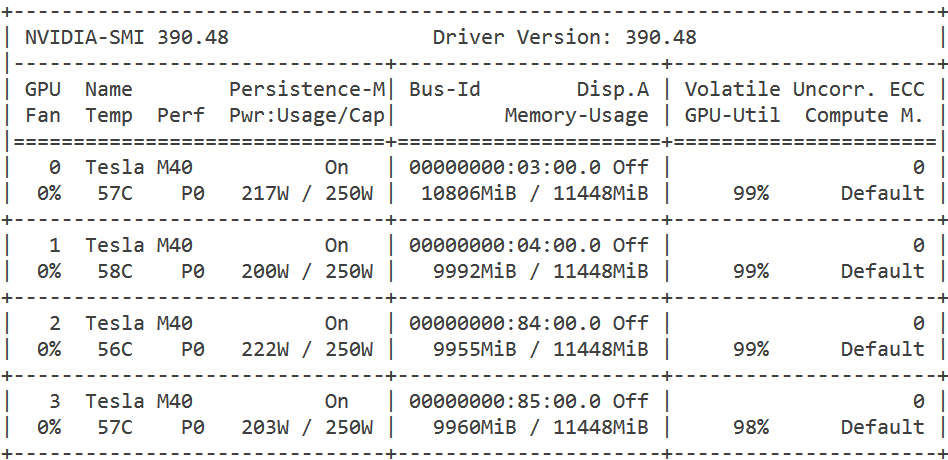 +-----------------------------------------------------------------------------+
| NVIDIA-SMI 390.48                 Driver Version: 390.48                    |
|-------------------------------+----------------------+----------------------+
| GPU  Name        Persistence-M| Bus-Id        Disp.A | Volatile Uncorr. ECC |
| Fan  Temp  Perf  Pwr:Usage/Cap|         Memory-Usage | GPU-Util  Compute M. |
|===============================+======================+======================|
|   0  Tesla M40           On   | 00000000:03:00.0 Off |                    0 |
|  0%   57C    P0   217W / 250W |  10806MiB / 11448MiB |     99%      Default |
+-------------------------------+----------------------+----------------------+
|   1  Tesla M40           On   | 00000000:04:00.0 Off |                    0 |
|  0%   58C    P0   200W / 250W |   9992MiB / 11448MiB |     99%      Default |
+-------------------------------+----------------------+----------------------+
|   2  Tesla M40           On   | 00000000:84:00.0 Off |                    0 |
|  0%   56C    P0   222W / 250W |   9955MiB / 11448MiB |     99%      Default |
+-------------------------------+----------------------+----------------------+
|   3  Tesla M40           On   | 00000000:85:00.0 Off |                    0 |
|  0%   57C    P0   203W / 250W |   9960MiB / 11448MiB |     98%      Default |
+-------------------------------+----------------------+----------------------+